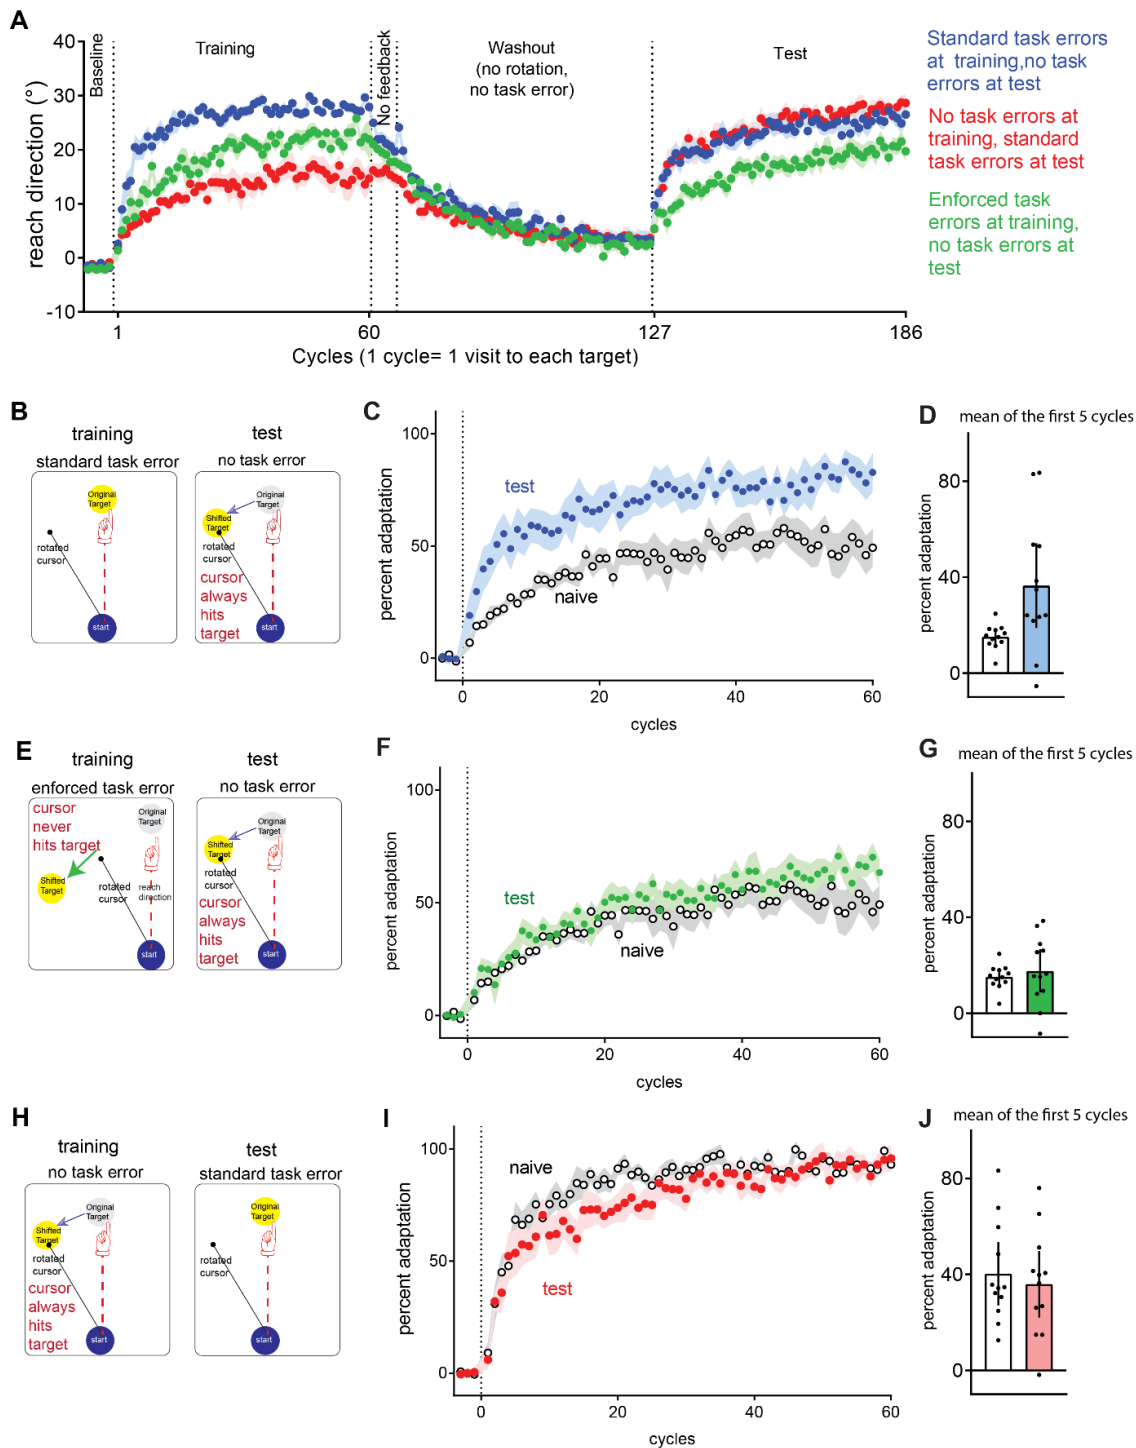 A
40
30
20
10
0
-10
reach direction (°)
Baseline
Training
No feedback
Washout
(no rotation,
no task error)
Test
1
60
127
186
Cycles (1 cycle= 1 visit to each target)
Standard task errors
at training,no task
errors at test
No task errors at
training, standard
task errors at test
Enforced task
errors at training,
no task errors at
test
B
training
standard task error
Original
Target
rotated
cursor
start
test
no task error
Original
Target
Shifted
Target
rotated
cursor
cursor
always
hits
target
start
C
100
50
0
percent adaptation
test
naive
0
20
40
60
cycles
D
mean of the first 5 cycles
80
40
0
percent adaptation
E
training
enforced task error
cursor
never
hits target
Original
Target
Shifted
Target
rotated
cursor
reach
direction
start
test
no task error
Original
Target
Shifted
Target
rotated
cursor
cursor
always
hits
target
start
F
100
50
0
percent adaptation
test
naive
0
20
40
60
cycles
G
mean of the first 5 cycles
80
40
0
percent adaptation
H
training
no task error
Original
Target
Shifted
Target
rotated
cursor
cursor
always
hits
target
start
test
standard task error
Original
Target
rotated
cursor
start
I
100
50
0
percent adaptation
naive
test
0
20
40
60
cycles
J
mean of the first 5 cycles
80
40
0
percent adaptation